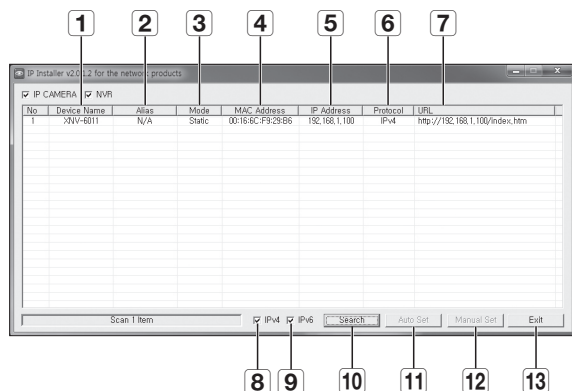 1 2 3 4 5 6 7
IP Installer v2.0.1.2 for the network products
IP CAMERA NVR
No Device Name Alias Mode MAC Address IP Address Protocol URL
1 XNV-6011 N/A Static 00:16:6C:F9:29:B6 192,168,1,100 IPv4 http://192,168,1,100/index,htm
Scan 1 Item IPv4 IPv6 Search Auto Set Manual Set Exit
8 9 10 11 12 13